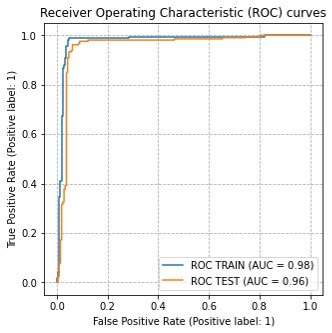 Receiver Operating Characteristic (ROC) curves
1.0
0.8
0.6
0.4
0.2
0.0
True Positive Rate (Positive label: 1)
ROC TRAIN (AUC = 0.98)
ROC TEST (AUC = 0.96)
0.0 0.2 0.4 0.6 0.8 1.0
False Positive Rate (Positive label: 1)